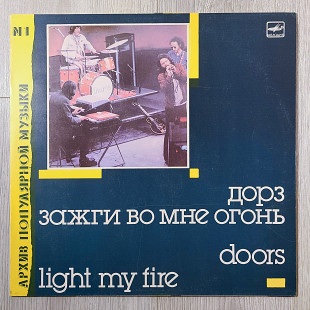 №1
АРХИВ ПОПУЛЯРНОЙ МУЗЫКИ
дорз
зажги во мне огонь
doors
light my fire